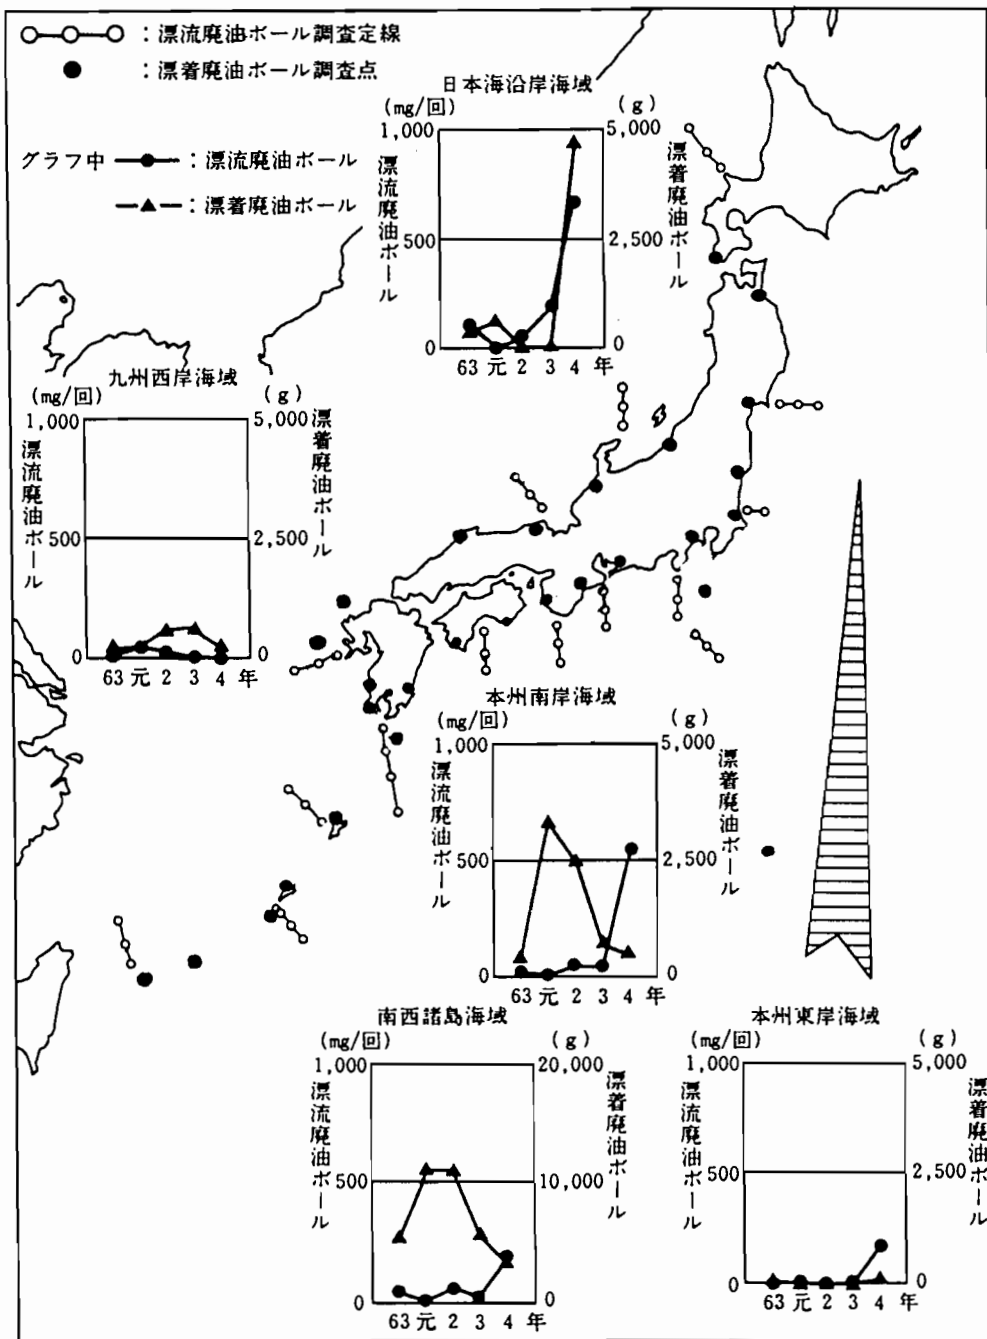 ：漂流廃油ボール調査定線
：漂着廃油ボール調査点
グラフ中
：漂流廃油ボール
：漂着廃油ボール
日本海沿岸海域
(mg/回)
(g)
1,000
5,000
漂流廃油ボール
漂着廃油ボール
500
2,500
0
0
63 元 2 3 4 年
九州西岸海域
(mg/回)
(g)
1,000
5,000
漂流廃油ボール
漂着廃油ボール
500
2,500
0
0
63 元 2 3 4 年
本州南岸海域
(mg/回)
(g)
1,000
5,000
漂流廃油ボール
漂着廃油ボール
500
2,500
0
0
63 元 2 3 4 年
南西諸島海域
(mg/回)
(g)
1,000
20,000
漂流廃油ボール
漂着廃油ボール
500
10,000
0
0
63 元 2 3 4 年
本州東岸海域
(mg/回)
(g)
1,000
5,000
漂流廃油ボール
漂着廃油ボール
500
2,500
0
0
63 元 2 3 4 年